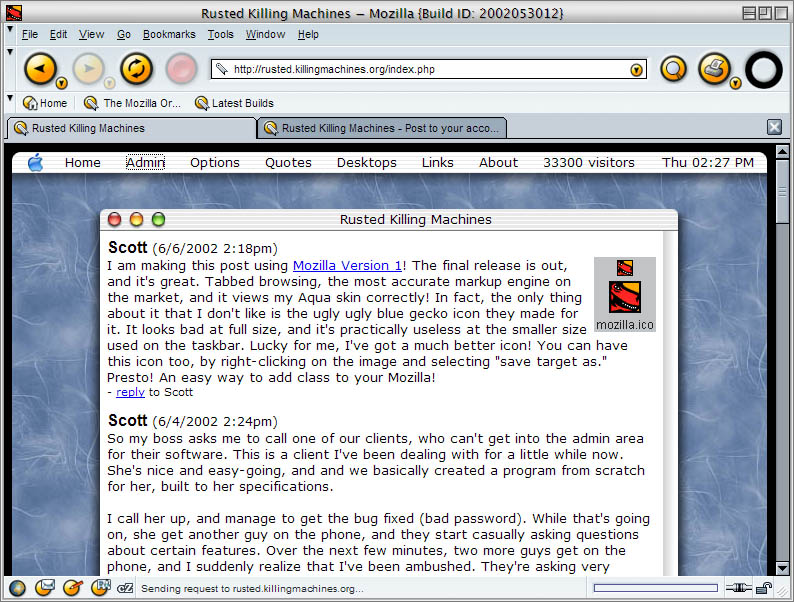 Rusted Killing Machines – Mozilla {Build ID: 2002053012}
File Edit View Go Bookmarks Tools Window Help
http://rusted.killingmachines.org/index.php
Home The Mozilla Or... Latest Builds
Rusted Killing Machines Rusted Killing Machines - Post to your acco...
Home Admin Options Quotes Desktops Links About 33300 visitors Thu 02:27 PM
Rusted Killing Machines
Scott (6/6/2002 2:18pm)
I am making this post using Mozilla Version 1! The final release is out,
and it's great. Tabbed browsing, the most accurate markup engine on
the market, and it views my Aqua skin correctly! In fact, the only thing
about it that I don't like is the ugly ugly blue gecko icon they made for
it. It looks bad at full size, and it's practically useless at the smaller size
used on the taskbar. Lucky for me, I've got a much better icon! You can have
this icon too, by right-clicking on the image and selecting "save target as."
Presto! An easy way to add class to your Mozilla!
- reply to Scott
mozilla.ico
Scott (6/4/2002 2:24pm)
So my boss asks me to call one of our clients, who can't get into the admin area
for their software. This is a client I've been dealing with for a little while now.
She's nice and easy-going, and and we basically created a program from scratch
for her, built to her specifications.
I call her up, and manage to get the bug fixed (bad password). While that's going
on, she get another guy on the phone, and they start casually asking questions
about certain features. Over the next few minutes, two more guys get on the
phone, and I suddenly realize that I've been ambushed. They're asking very
Sending request to rusted.killingmachines.org...